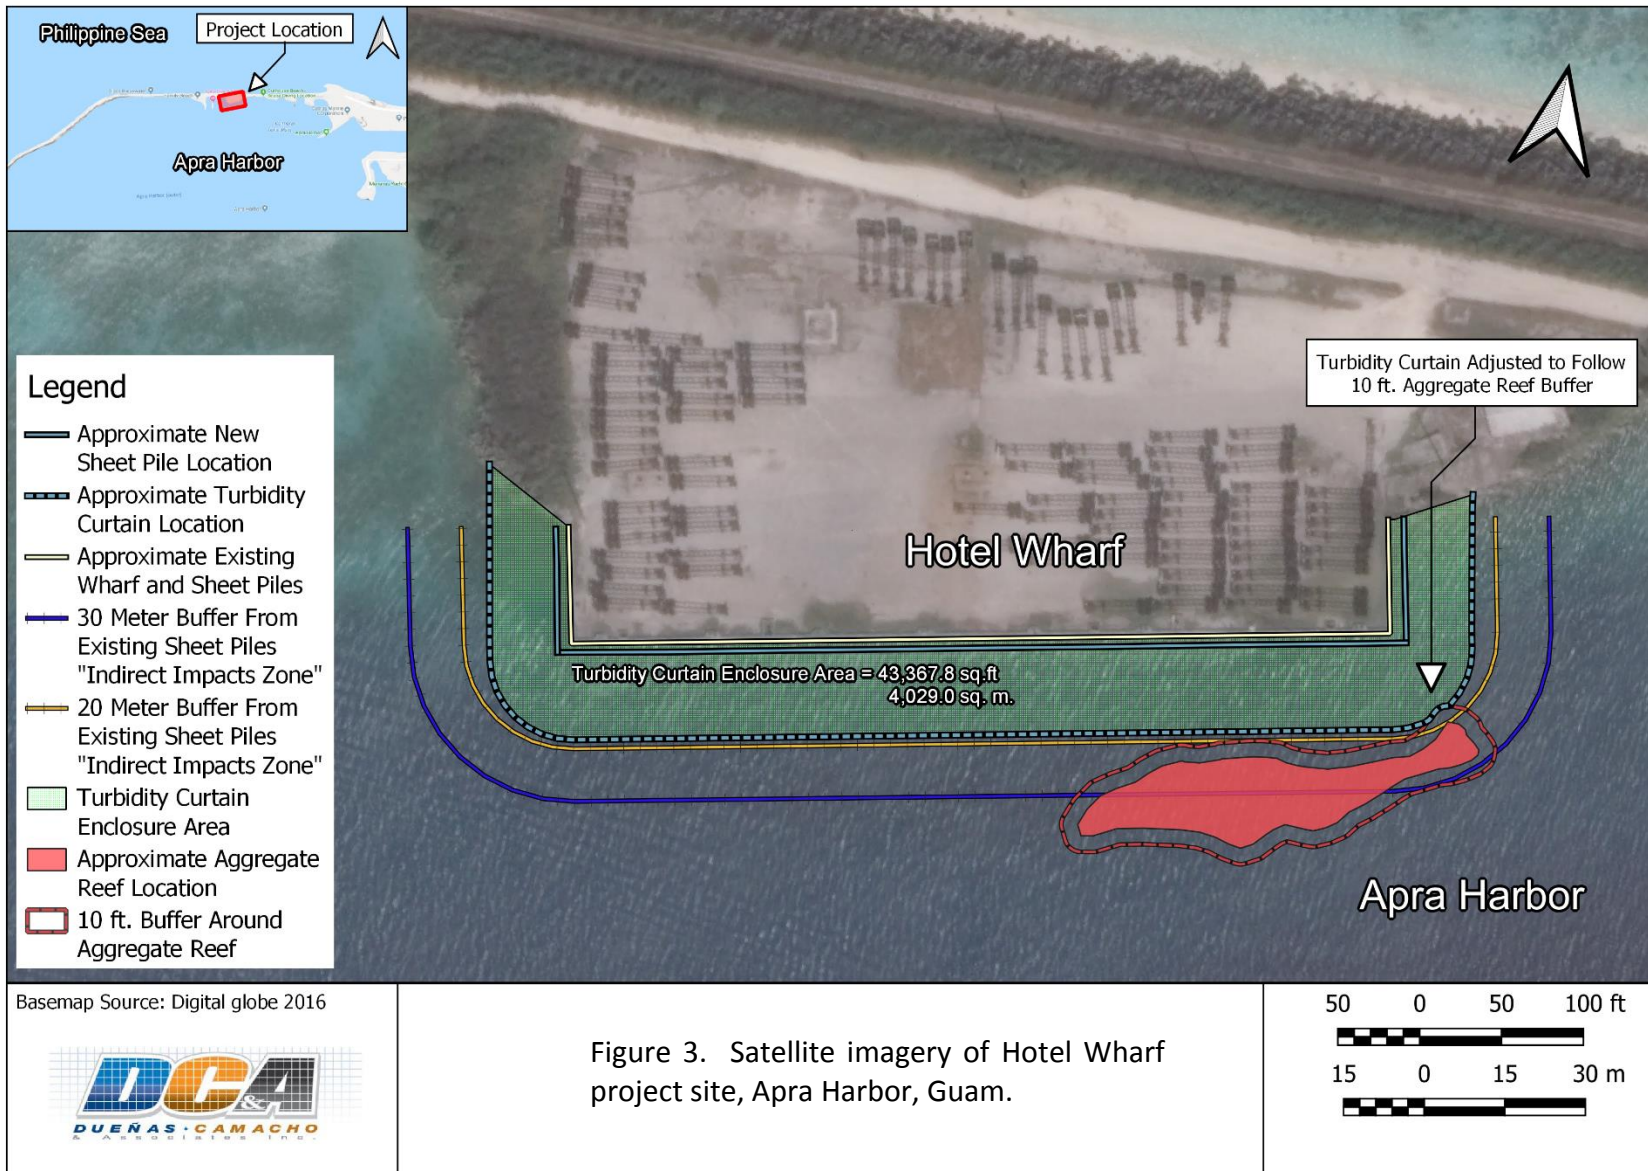 Philippine Sea
Project Location
Apra Harbor
Turbidity Curtain Adjusted to Follow
10 ft. Aggregate Reef Buffer
Legend
Approximate New
Sheet Pile Location
Approximate Turbidity
Curtain Location
Approximate Existing
Wharf and Sheet Piles
30 Meter Buffer From
Existing Sheet Piles
"Indirect Impacts Zone"
20 Meter Buffer From
Existing Sheet Piles
"Indirect Impacts Zone"
Turbidity Curtain
Enclosure Area
Approximate Aggregate
Reef Location
10 ft. Buffer Around
Aggregate Reef
Hotel Wharf
Turbidity Curtain Enclosure Area = 43,367.8 sq.ft
4,029.0 sq. m.
Apra Harbor
Basemap Source: Digital globe 2016
DC&A
DUEÑAS · CAMACHO
& Associates Inc.
Figure 3. Satellite imagery of Hotel Wharf
project site, Apra Harbor, Guam.
50 0 50 100 ft
15 0 15 30 m